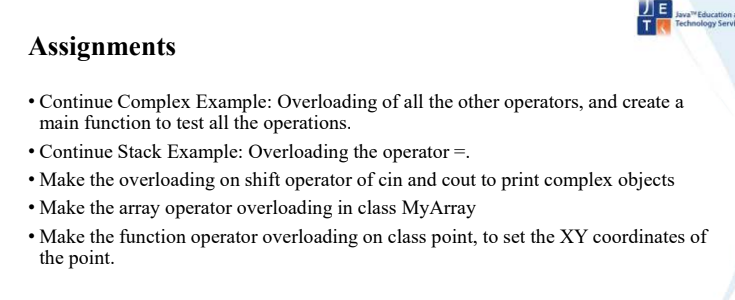 J E
T
Java™Education
Technology Servi
Assignments
• Continue Complex Example: Overloading of all the other operators, and create a
main function to test all the operations.
• Continue Stack Example: Overloading the operator =.
• Make the overloading on shift operator of cin and cout to print complex objects
• Make the array operator overloading in class MyArray
• Make the function operator overloading on class point, to set the XY coordinates of
the point.